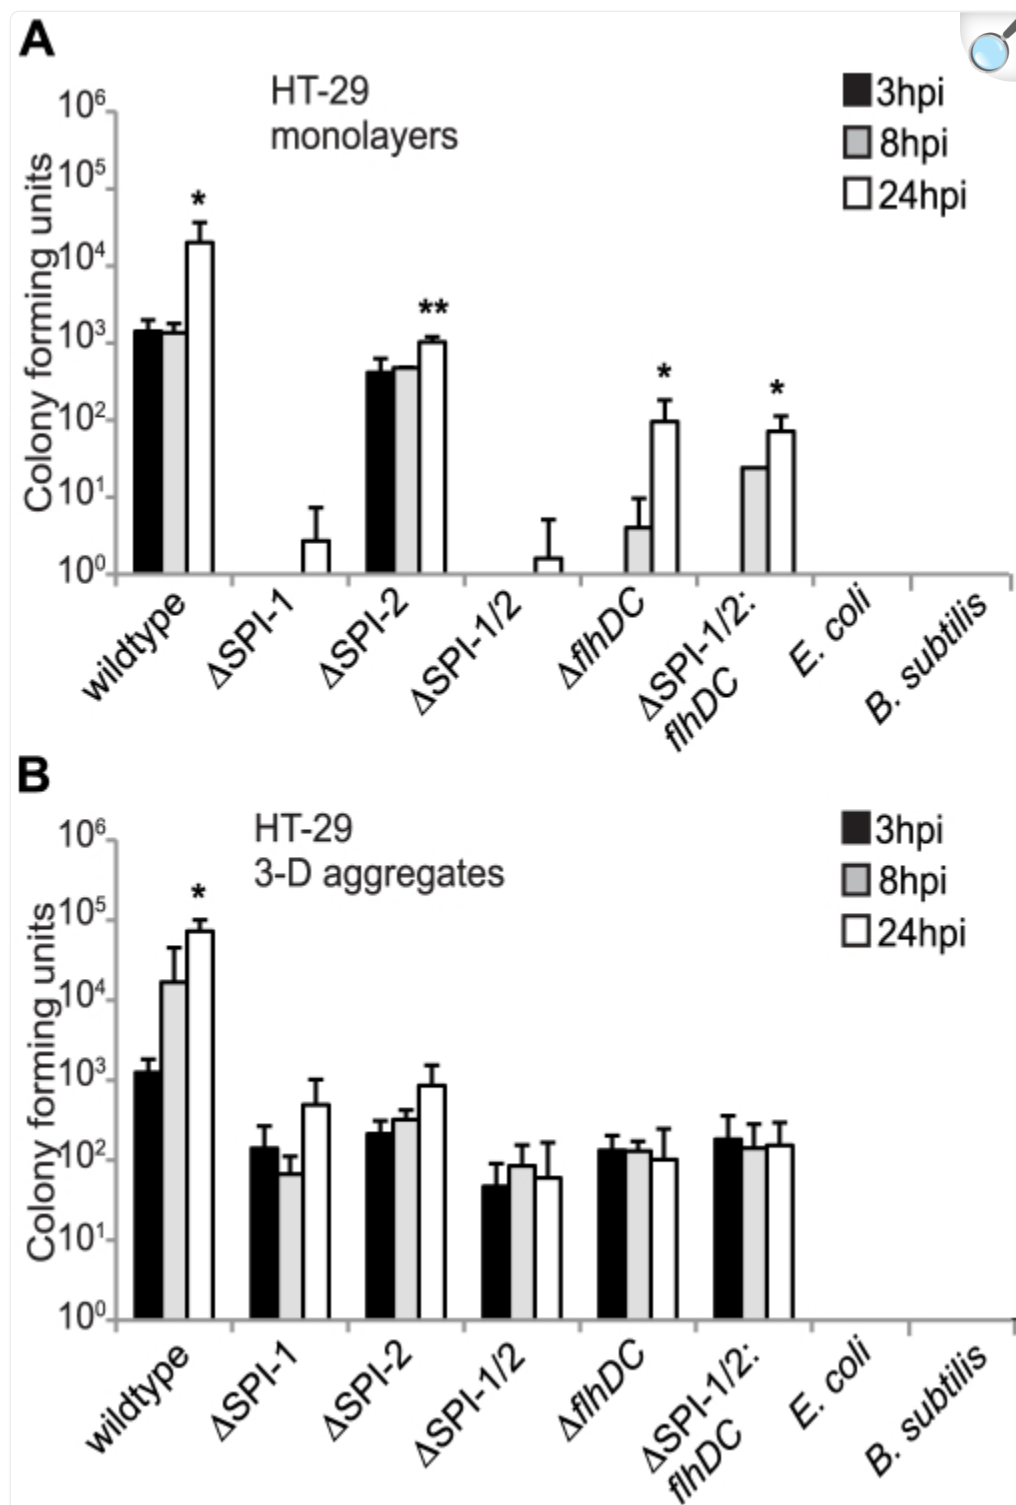 A
HT-29
monolayers
3hpi
8hpi
24hpi
Colony forming units
10⁶
10⁵
10⁴
10³
10²
10¹
10⁰
*
**
*
*
wildtype
ΔSPI-1
ΔSPI-2
ΔSPI-1/2
ΔflhDC
ΔSPI-1/2:
flhDC
E. coli
B. subtilis
B
HT-29
3-D aggregates
3hpi
8hpi
24hpi
Colony forming units
10⁶
10⁵
10⁴
10³
10²
10¹
10⁰
*
wildtype
ΔSPI-1
ΔSPI-2
ΔSPI-1/2
ΔflhDC
ΔSPI-1/2:
flhDC
E. coli
B. subtilis